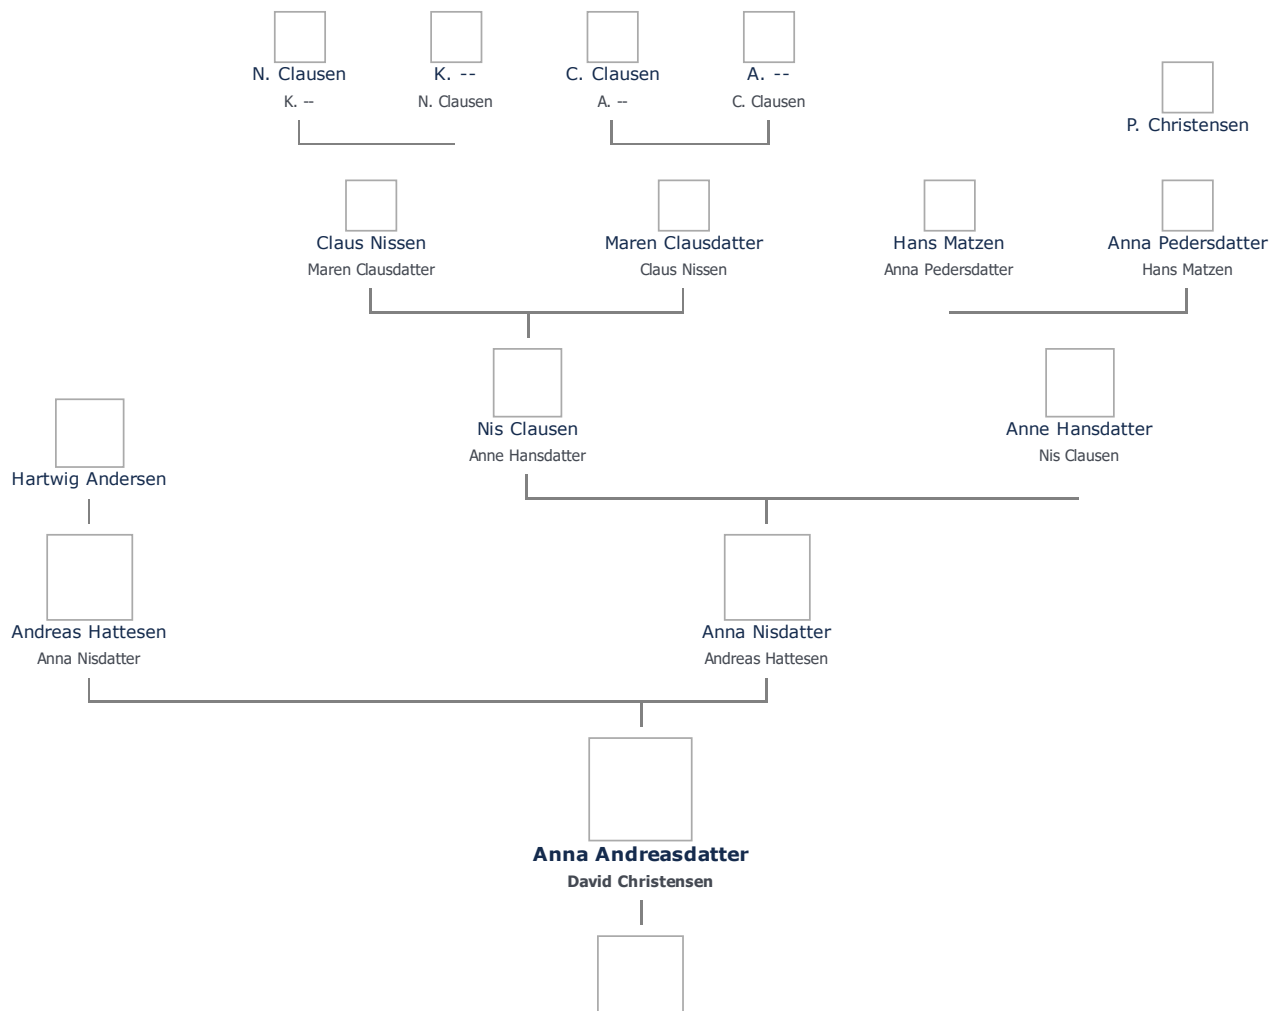 N. Clausen
K. --
K. --
N. Clausen
C. Clausen
A. --
A. --
C. Clausen
P. Christensen
Claus Nissen
Maren Clausdatter
Maren Clausdatter
Claus Nissen
Hans Matzen
Anna Pedersdatter
Anna Pedersdatter
Hans Matzen
Nis Clausen
Anne Hansdatter
Anne Hansdatter
Nis Clausen
Hartwig Andersen
Andreas Hattesen
Anna Nisdatter
Anna Nisdatter
Andreas Hattesen
Anna Andreasdatter
David Christensen